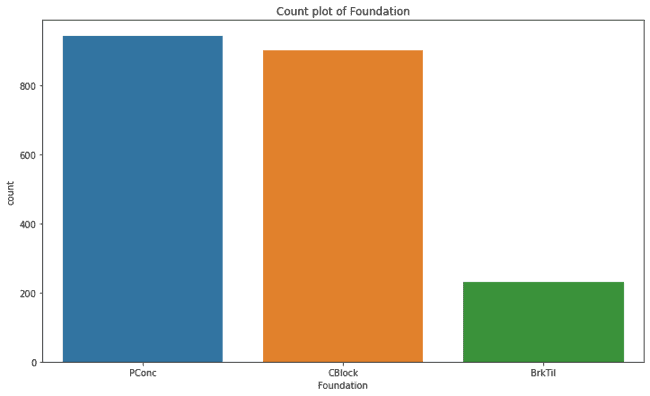 Count plot of Foundation
800
600
400
200
0
count
PConc CBlock BrkTil
Foundation